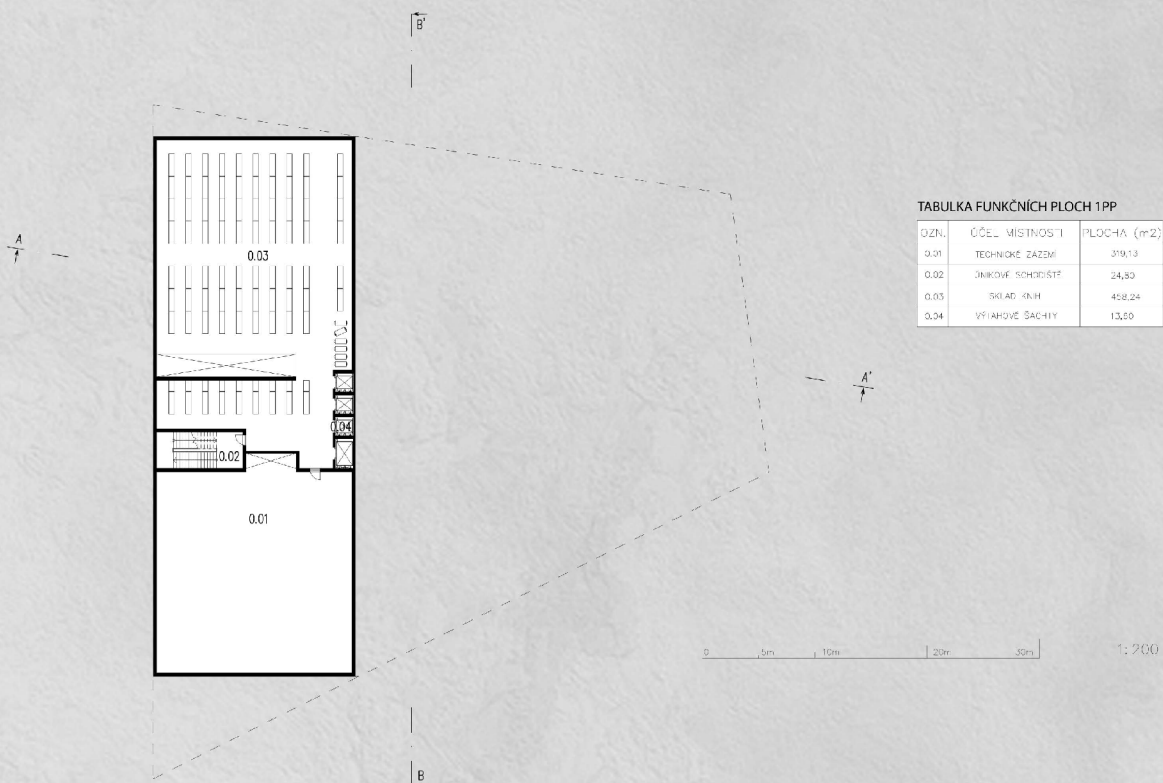 B'
A
0.03
TABULKA FUNKČNÍCH PLOCH 1PP
OZN. ÚČEL MÍSTNOSTI PLOCHA (m2)
0.01 TECHNICKÉ ZÁZEMÍ 319,13
0.02 ÚNIKOVÉ SCHODIŠTĚ 24,80
0.03 SKLAD KNIH 458,24
0.04 VÝTAHOVÉ ŠACHTY 13,90
A'
0.04
0.02
0.01
0 5m 10m 20m 30m
1:200
B